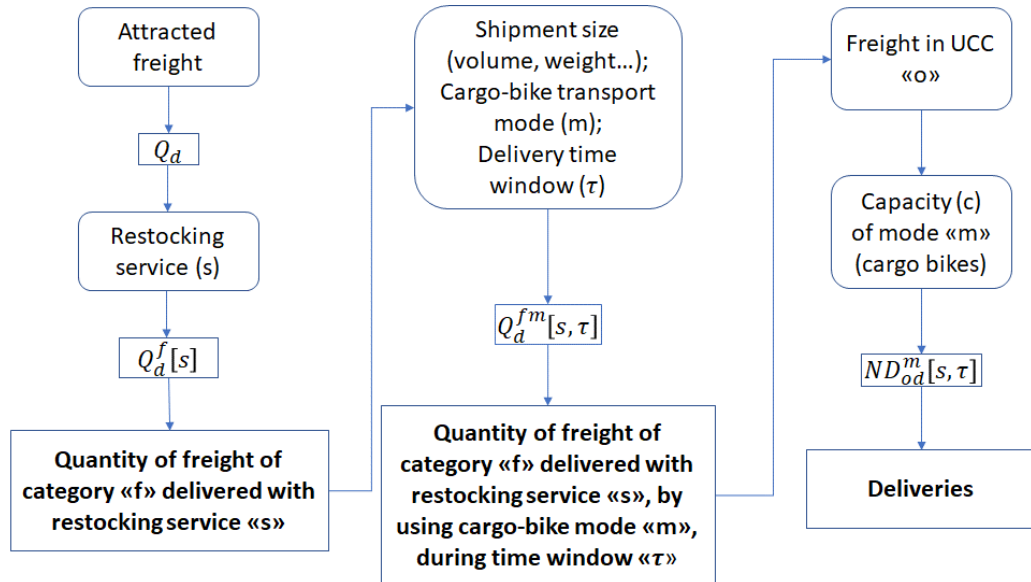 Attracted
freight
Q_d
Restocking
service (s)
Q_d^f[s]
Quantity of freight of
category «f» delivered with
restocking service «s»
Shipment size
(volume, weight…);
Cargo-bike transport
mode (m);
Delivery time
window (τ)
Q_d^{fm}[s, τ]
Quantity of freight of
category «f» delivered with
restocking service «s», by
using cargo-bike mode «m»,
during time window «τ»
Freight in UCC
«o»
Capacity (c)
of mode «m»
(cargo bikes)
ND_{od}^m[s, τ]
Deliveries